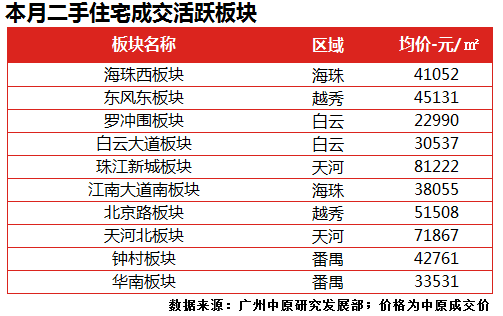 本月二手住宅成交活跃板块
板块名称 区域 均价-元/㎡
海珠西板块 海珠 41052
东风东板块 越秀 45131
罗冲围板块 白云 22990
白云大道板块 白云 30537
珠江新城板块 天河 81222
江南大道南板块 海珠 38055
北京路板块 越秀 51508
天河北板块 天河 71867
钟村板块 番禺 42761
华南板块 番禺 33531
数据来源：广州中原研究发展部；价格为中原成交价